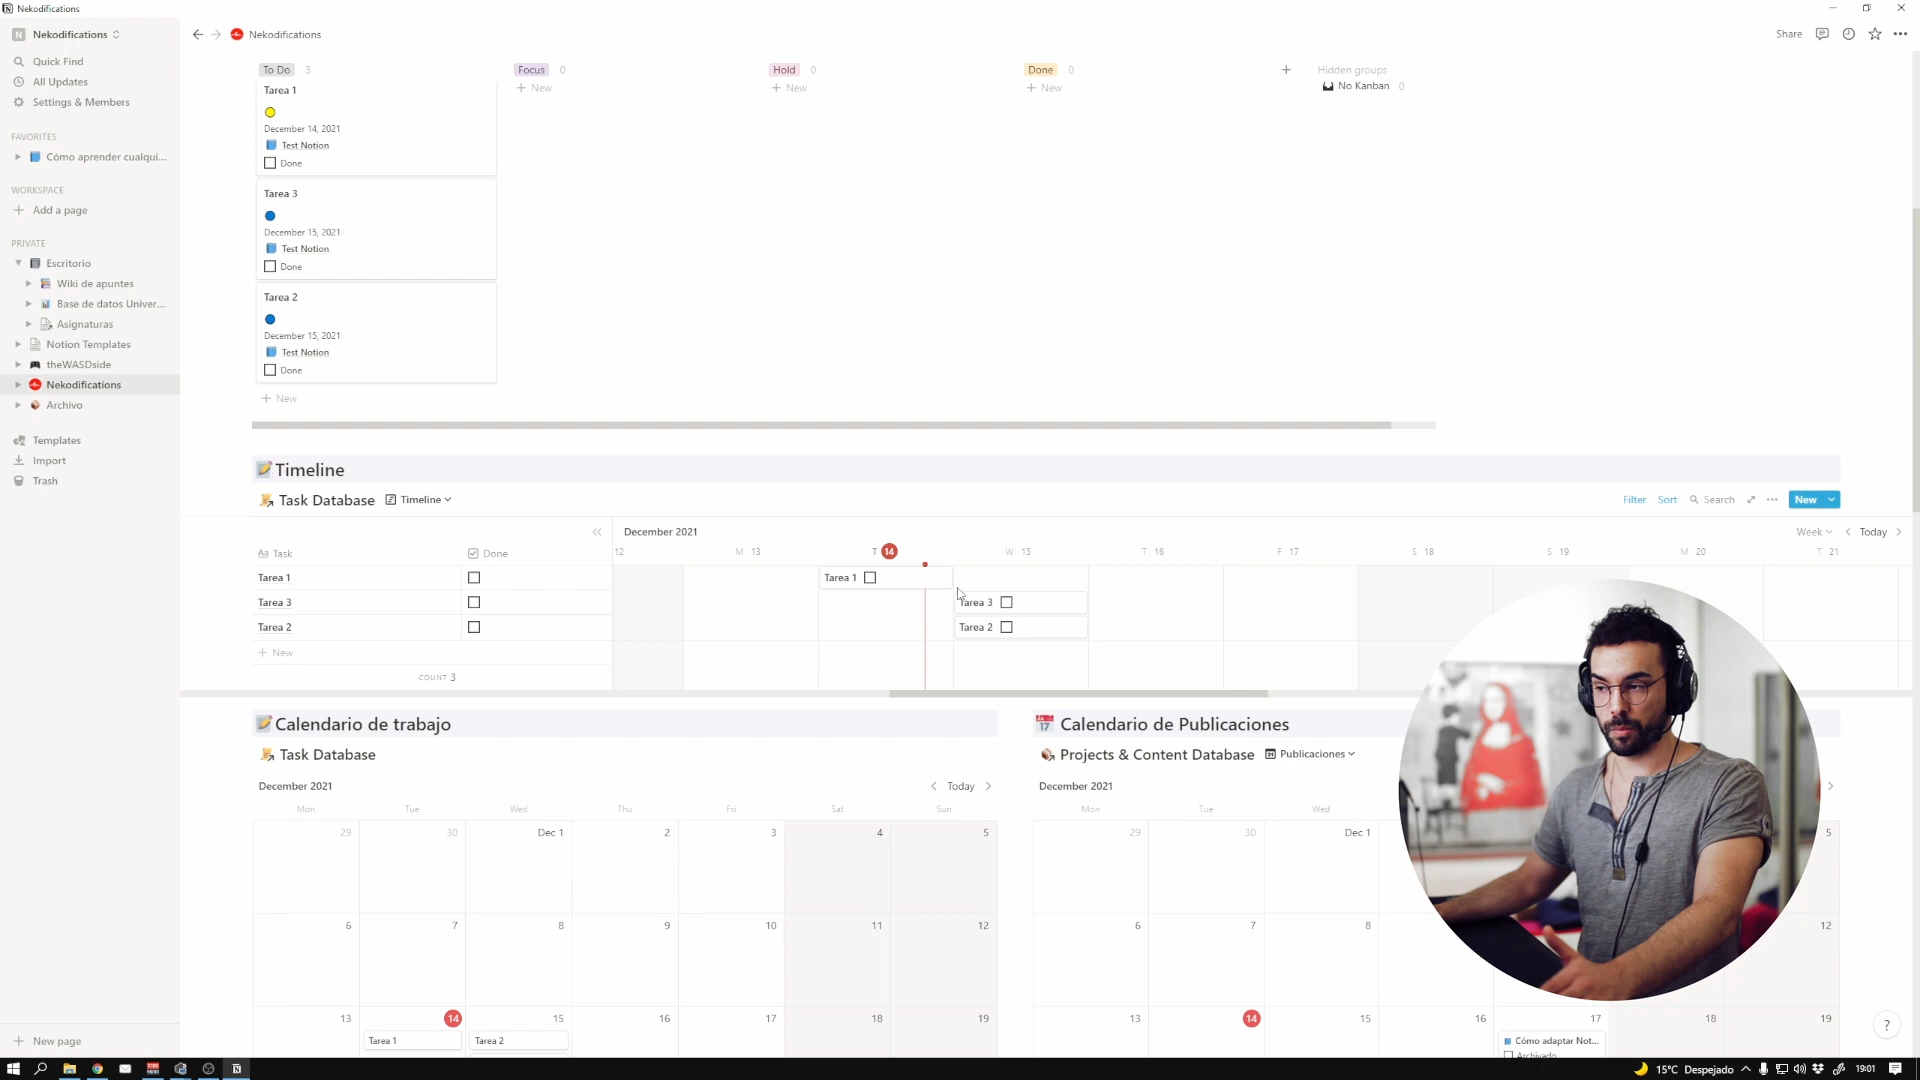 Nekodifications
Nekodifications
Quick Find
All Updates
Settings & Members
FAVORITES
Cómo aprender cualqui...
WORKSPACE
Add a page
PRIVATE
Escritorio
Wiki de apuntes
Base de datos Univer...
Asignaturas
Notion Templates
theWASDside
Nekodifications
Archivo
Templates
Import
Trash
New page
Nekodifications
Share
To Do 3
Focus 0
Hold 0
Done 0
Hidden groups
New
New
New
No Kanban 0
Tarea 1
December 14, 2021
Test Notion
Done
Tarea 3
December 15, 2021
Test Notion
Done
Tarea 2
December 15, 2021
Test Notion
Done
New
Timeline
Task Database Timeline
Filter Sort Search New
December 2021
Week Today
Aa Task Done
12 M 13 T 14 W 15 T 16 F 17 S 18 S 19 M 20 T 21
Tarea 1
Tarea 1
Tarea 3
Tarea 3
Tarea 2
Tarea 2
New
COUNT 3
Calendario de trabajo
Task Database
December 2021
Today
Mon Tue Wed Thu Fri Sat Sun
29 30 Dec 1 2 3 4 5
6 7 8 9 10 11 12
13 14 15 16 17 18 19
Tarea 1 Tarea 2
17 Calendario de Publicaciones
Projects & Content Database Publicaciones
December 2021
Mon Tue Wed
29 30 Dec 1 5
6 7 8 12
13 14 15 16 17 18 19
Cómo adaptar Not...
Archivado
?
15°C Despejado 19:01